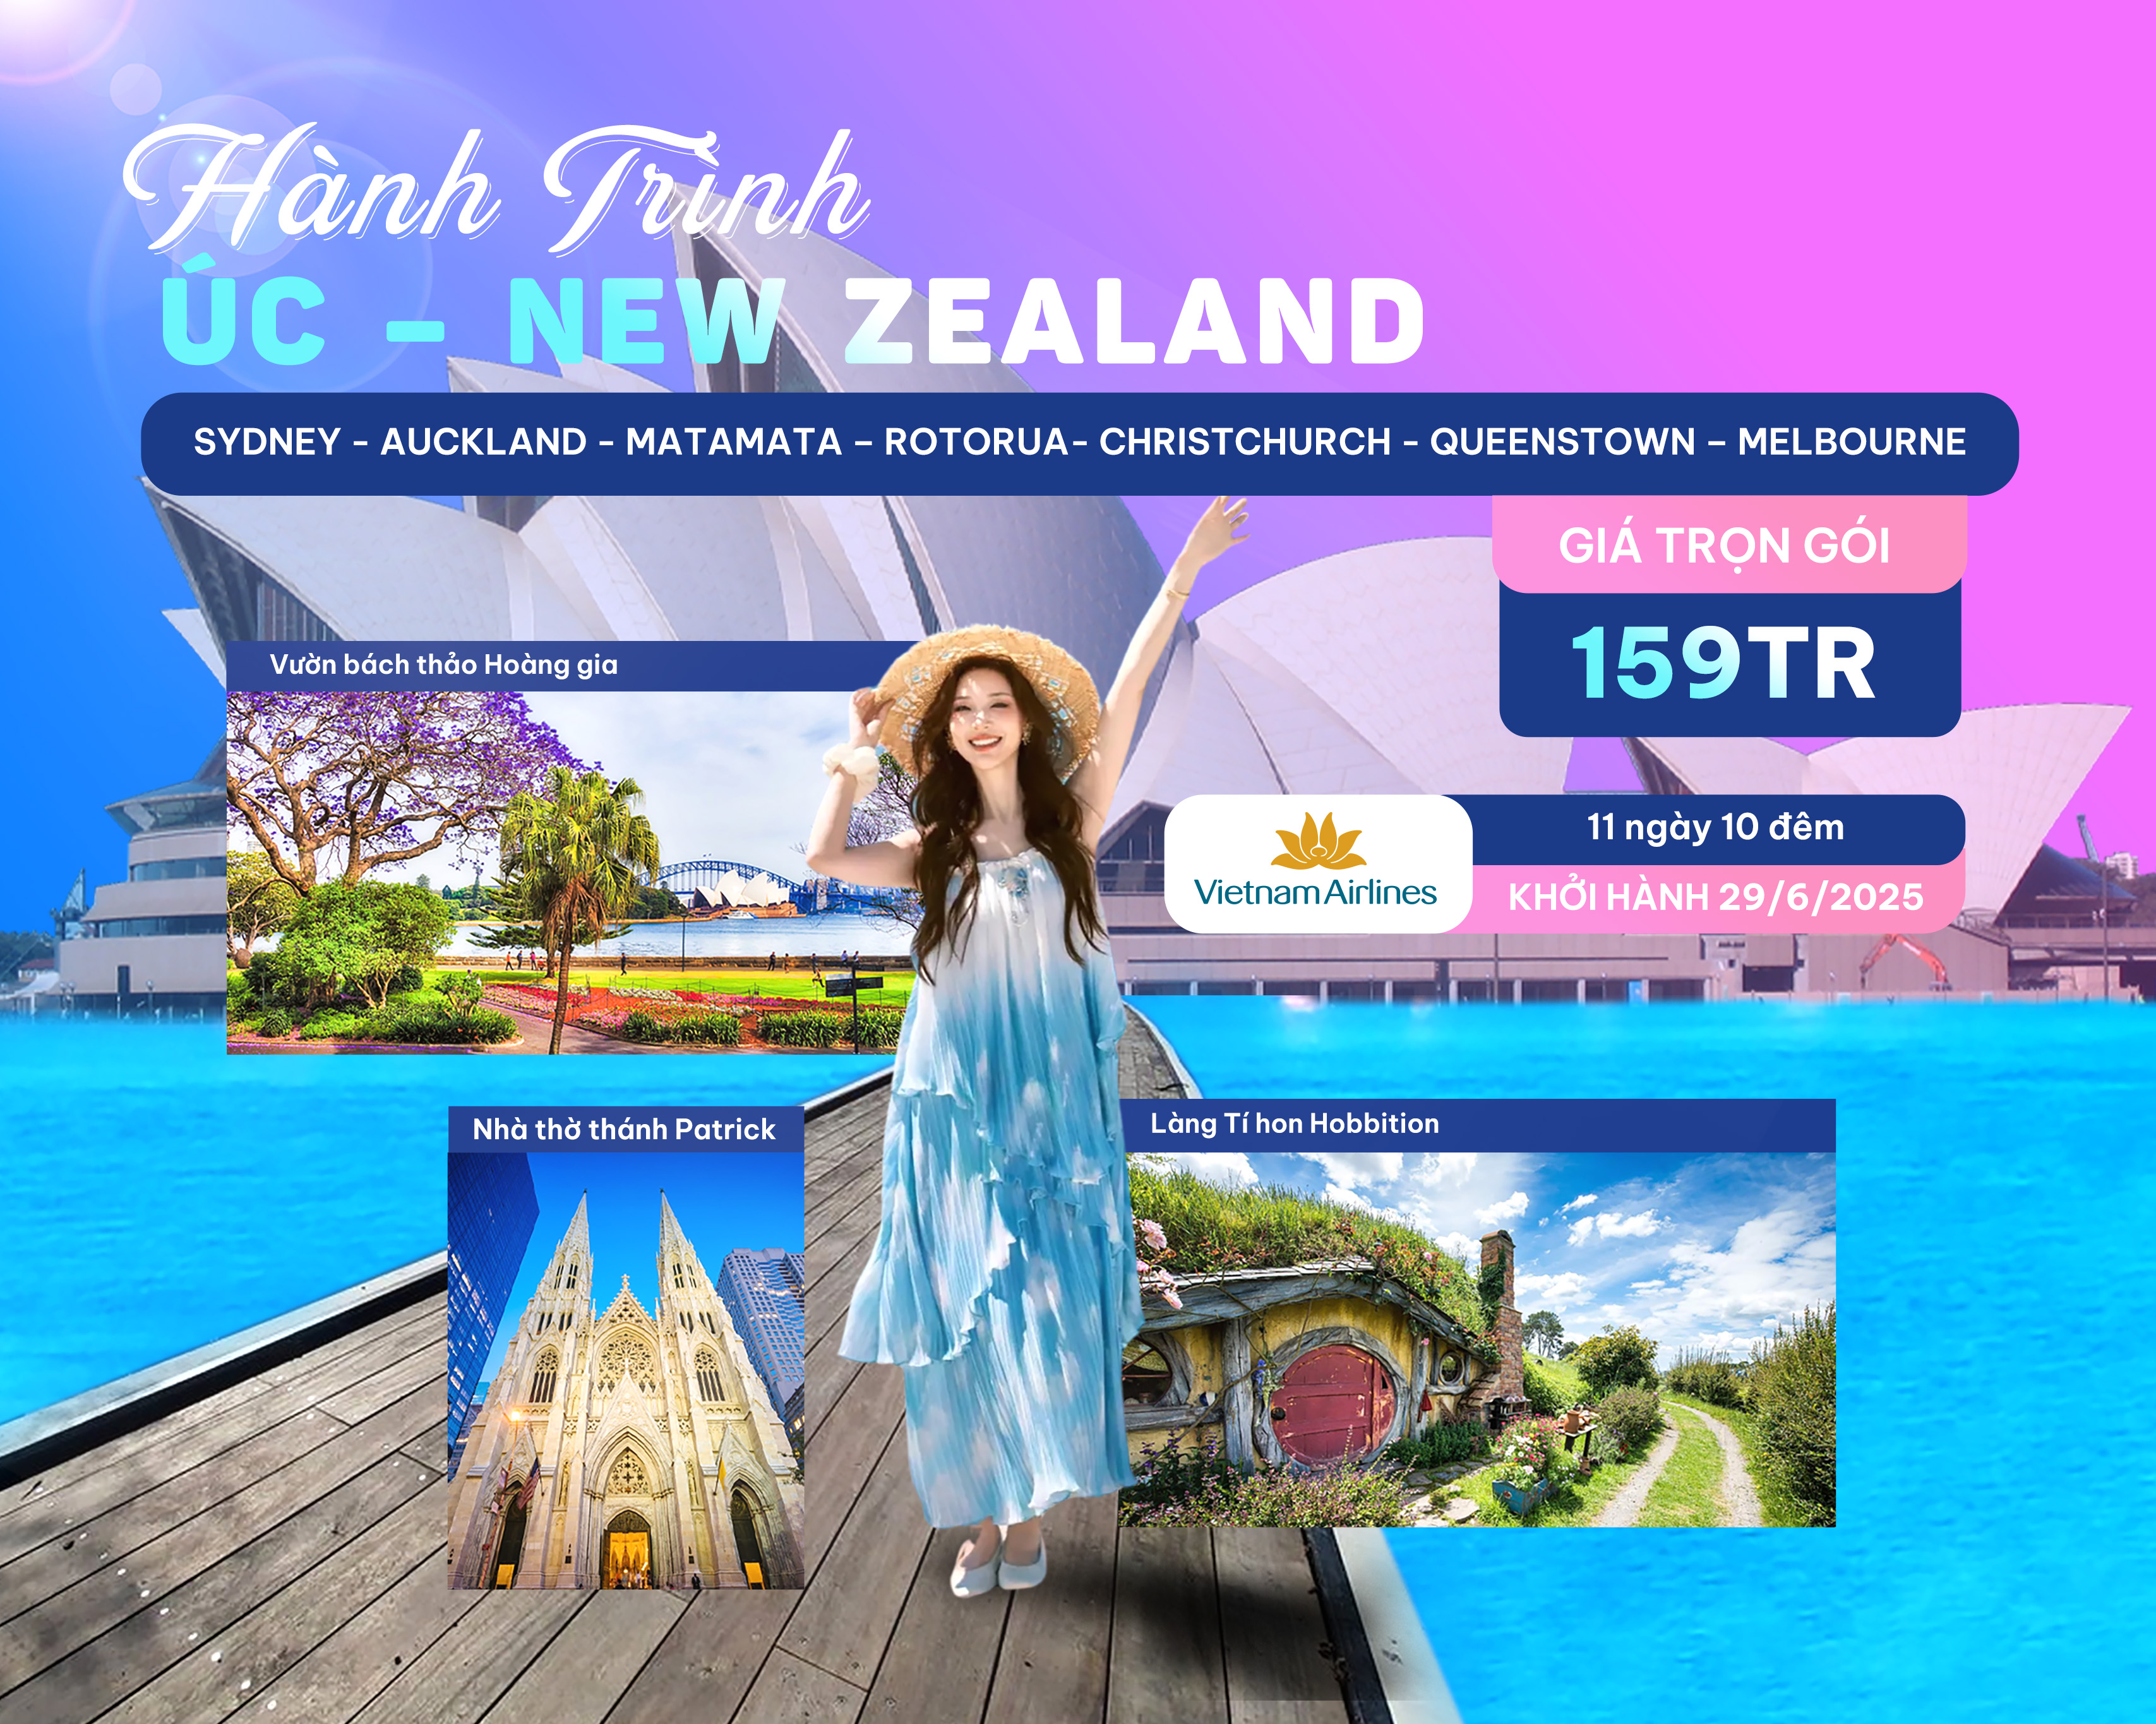 Hành Trình
ÚC - NEW ZEALAND
SYDNEY - AUCKLAND - MATAMATA – ROTORUA- CHRISTCHURCH - QUEENSTOWN – MELBOURNE
GIÁ TRỌN GÓI
159TR
Vườn bách thảo Hoàng gia
11 ngày 10 đêm
Vietnam Airlines
KHỞI HÀNH 29/6/2025
Nhà thờ thánh Patrick
Làng Tí hon Hobbition